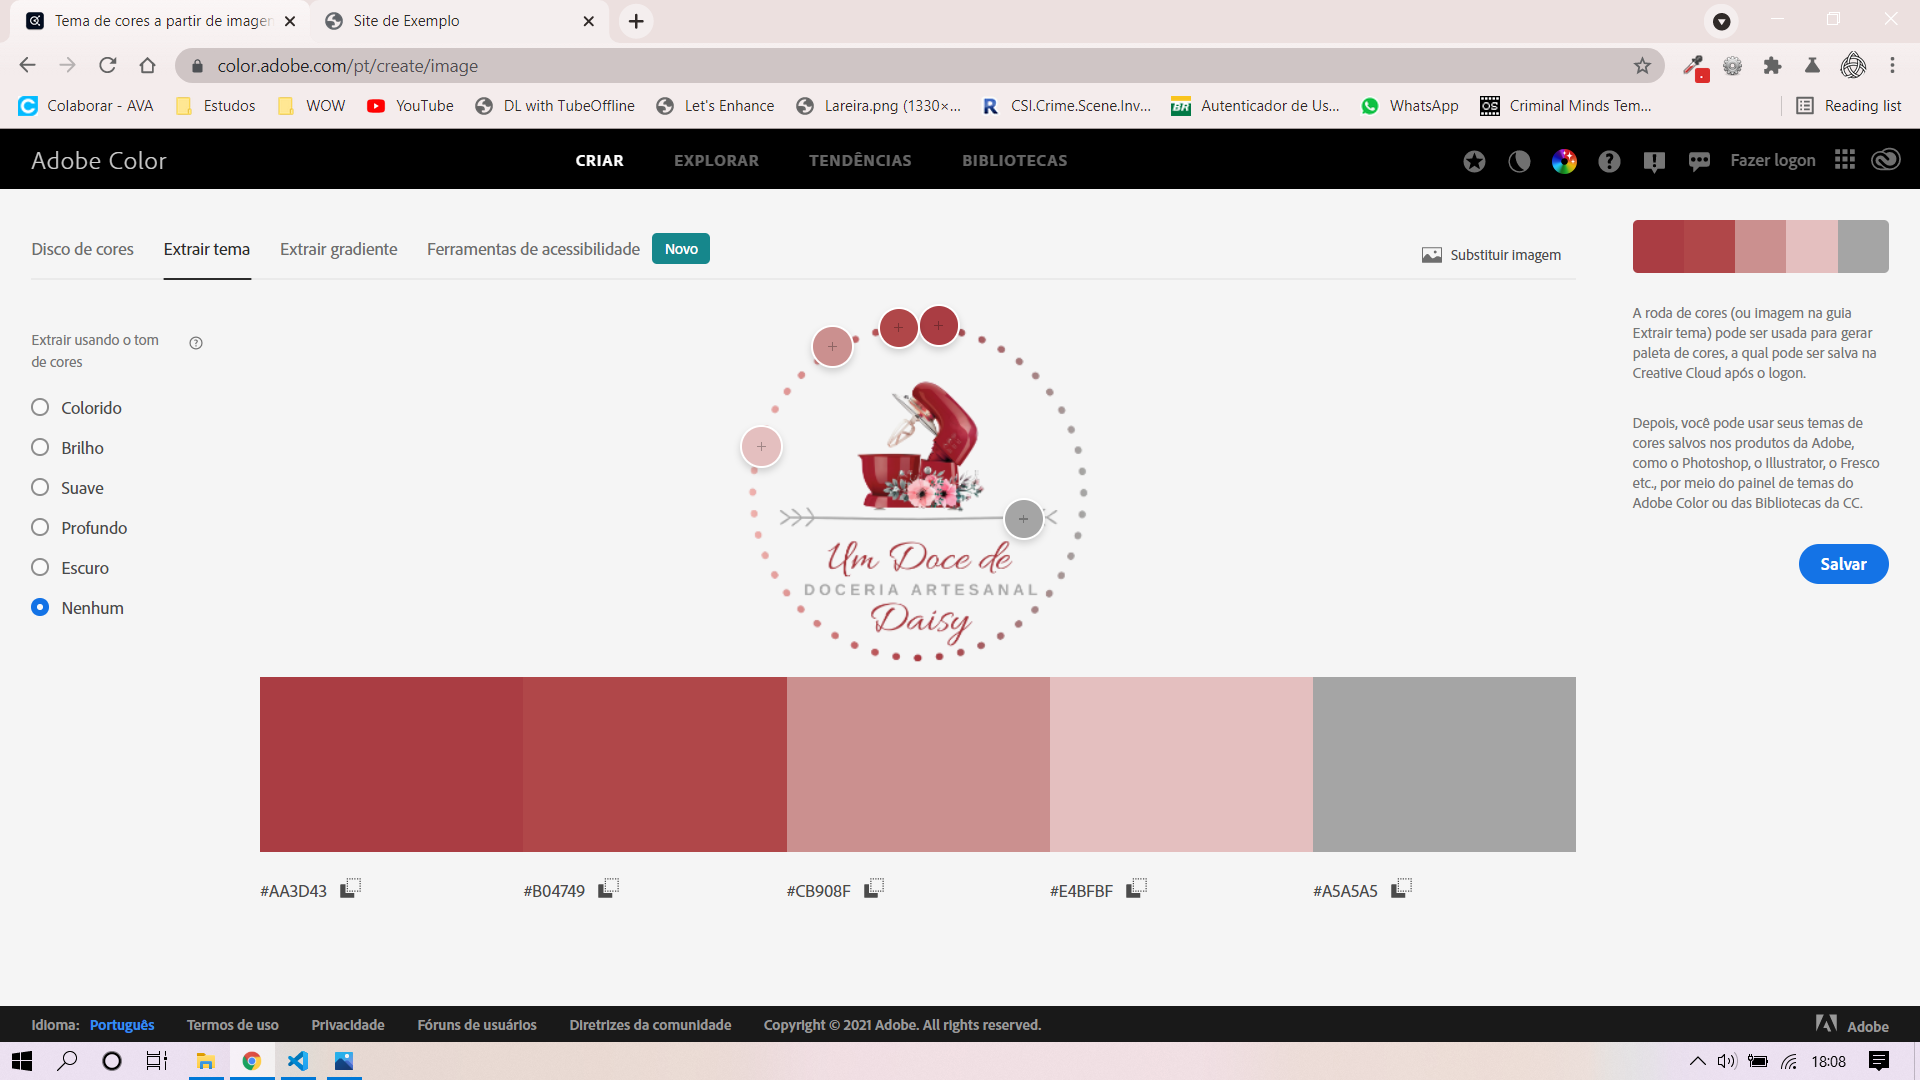 Tema de cores a partir de imagen
Site de Exemplo
color.adobe.com/pt/create/image
Colaborar - AVA
Estudos
WOW
YouTube
DL with TubeOffline
Let's Enhance
Lareira.png (1330×...
CSI.Crime.Scene.Inv...
BR
Autenticador de Us...
WhatsApp
Criminal Minds Tem...
Reading list
Adobe Color
CRIAR
EXPLORAR
TENDÊNCIAS
BIBLIOTECAS
Fazer logon
Disco de cores
Extrair tema
Extrair gradiente
Ferramentas de acessibilidade
Novo
Substituir imagem
Extrair usando o tom
de cores
Colorido
Brilho
Suave
Profundo
Escuro
Nenhum
Um Doce de
DOCERIA ARTESANAL
Daisy
A roda de cores (ou imagem na guia
Extrair tema) pode ser usada para gerar
paleta de cores, a qual pode ser salva na
Creative Cloud após o logon.
Depois, você pode usar seus temas de
cores salvos nos produtos da Adobe,
como o Photoshop, o Illustrator, o Fresco
etc., por meio do painel de temas do
Adobe Color ou das Bibliotecas da CC.
Salvar
#AA3D43
#B04749
#CB908F
#E4BFBF
#A5A5A5
Idioma: Português
Termos de uso
Privacidade
Fóruns de usuários
Diretrizes da comunidade
Copyright © 2021 Adobe. All rights reserved.
Adobe
18:08